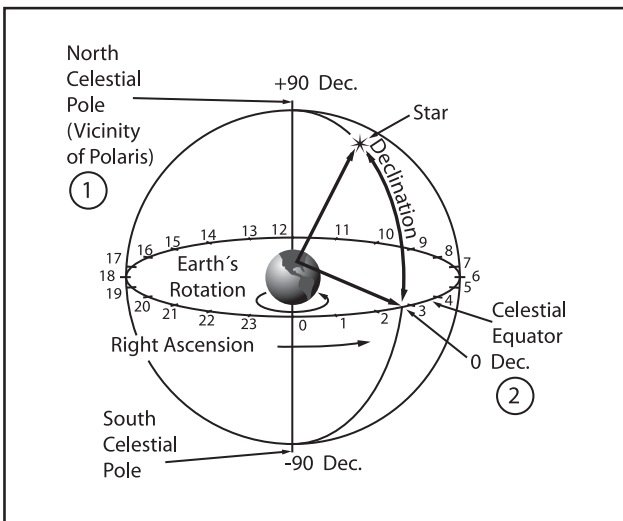 North
Celestial
Pole
(Vicinity
of Polaris)
1
+90 Dec.
Star
Declination
12
11
13
10
14
9
15
8
16
7
17
6
18
5
19
4
20
3
21
2
22
1
23
0
Earth´s
Rotation
Right Ascension
Celestial
Equator
0 Dec.
2
South
Celestial
Pole
-90 Dec.